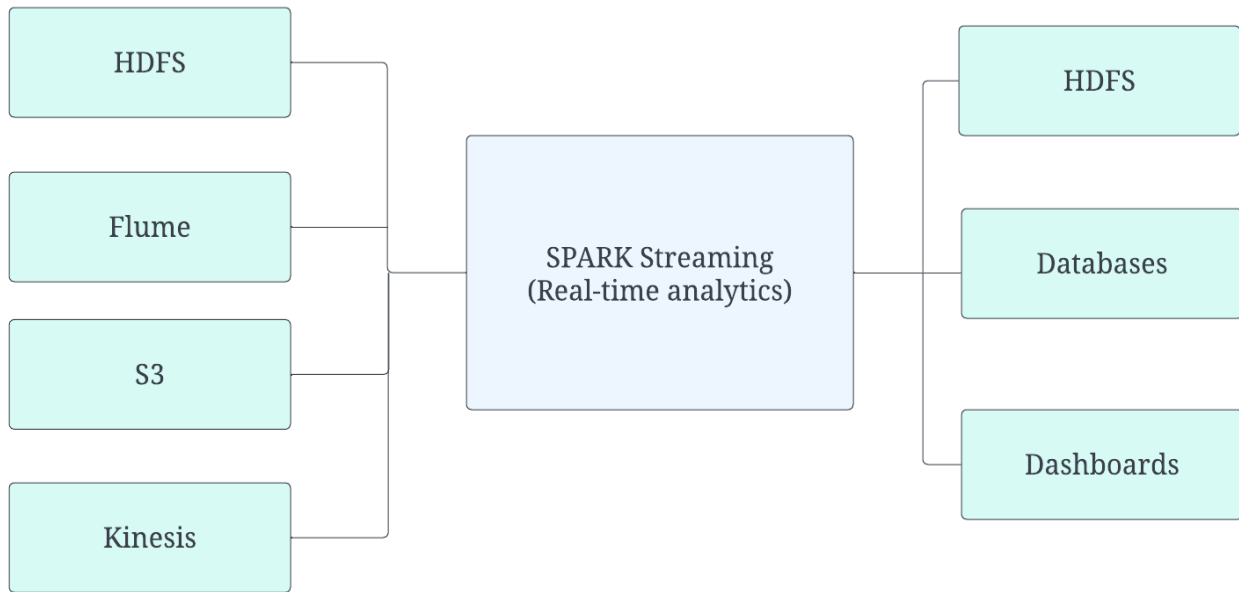 HDFS
Flume
S3
Kinesis
SPARK Streaming
(Real-time analytics)
HDFS
Databases
Dashboards